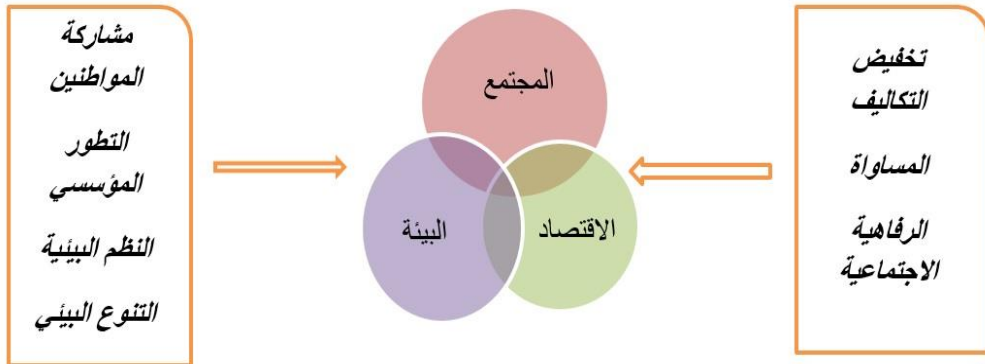 تخفيض
التكاليف
المساواة
الرفاهية
الاجتماعية
المجتمع
الاقتصاد
البيئة
مشاركة
المواطنين
التطور
المؤسسي
النظم البيئية
التنوع البيئي